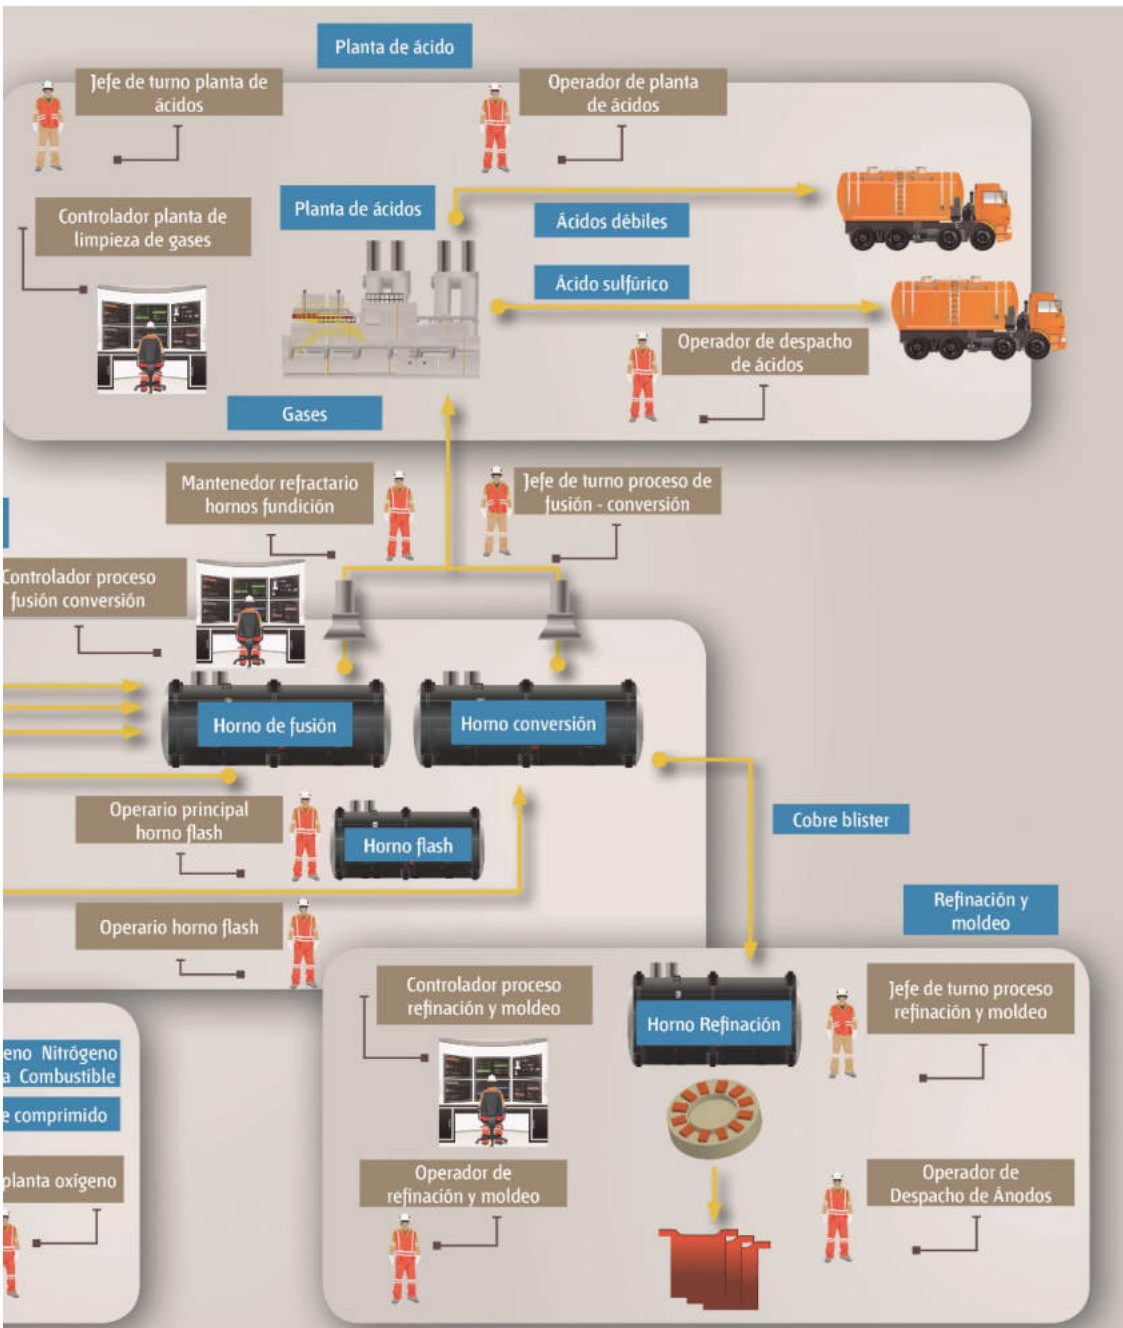 Planta de ácido
Jefe de turno planta de
ácidos
Operador de planta
de ácidos
Controlador planta de
limpieza de gases
Planta de ácidos
Ácidos débiles
Ácido sulfúrico
Operador de despacho
de ácidos
Gases
Mantenedor refractario
hornos fundición
Jefe de turno proceso de
fusión - conversión
Controlador proceso
fusión conversión
Horno de fusión
Horno conversión
Operario principal
horno flash
Horno flash
Cobre blister
Operario horno flash
Refinación y
moldeo
Controlador proceso
refinación y moldeo
Horno Refinación
Jefe de turno proceso
refinación y moldeo
eno Nitrógeno
a Combustible
e comprimido
planta oxígeno
Operador de
refinación y moldeo
Operador de
Despacho de Ánodos